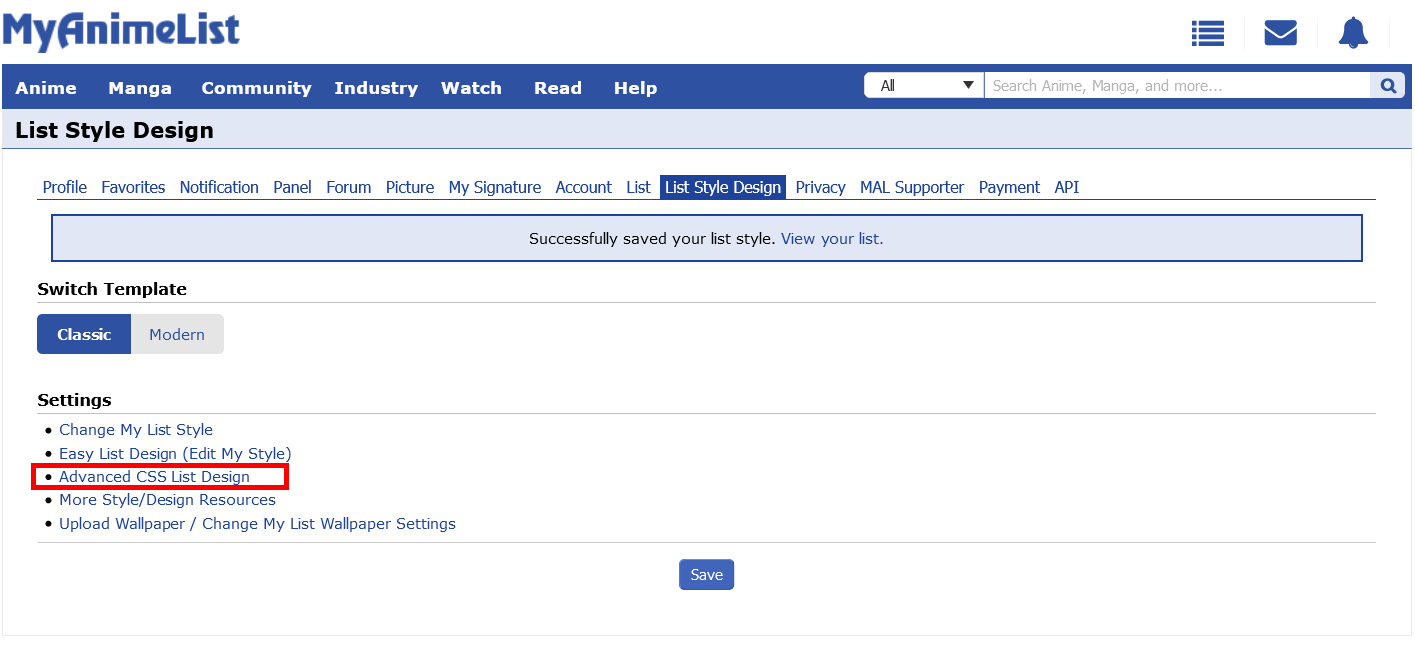 MyAnimeList
Anime Manga Community Industry Watch Read Help All Search Anime, Manga, and more...
List Style Design
Profile Favorites Notification Panel Forum Picture My Signature Account List List Style Design Privacy MAL Supporter Payment API
Successfully saved your list style. View your list.
Switch Template
Classic Modern
Settings
Change My List Style
Easy List Design (Edit My Style)
Advanced CSS List Design
More Style/Design Resources
Upload Wallpaper / Change My List Wallpaper Settings
Save